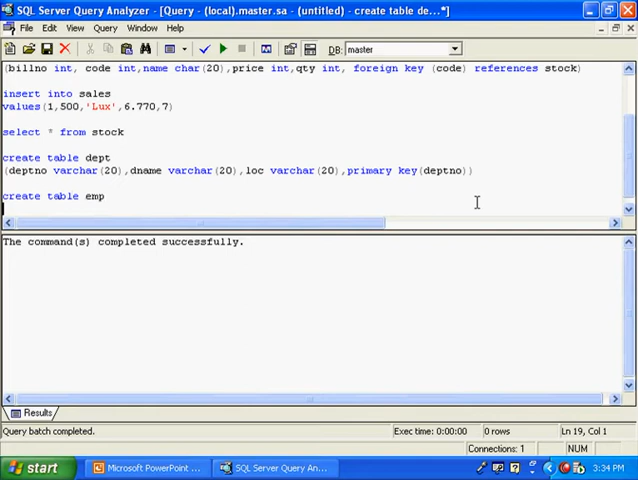 SQL Server Query Analyzer - [Query - (local).master.sa - (untitled) - create table de...*]
File Edit View Query Tools Window Help
DB: master
(billno int, code int,name char(20),price int,qty int, foreign key (code) references stock)
insert into sales
values(1,500,'Lux',6.770,7)
select * from stock
create table dept
(deptno varchar(20),dname varchar(20),loc varchar(20),primary key(deptno))
create table emp
The command(s) completed successfully.
Results
Query batch completed.
Exec time: 0:00:00
0 rows
Ln 19, Col 1
Connections: 1
NUM
start
Microsoft PowerPoint ...
SQL Server Query An...
3:34 PM